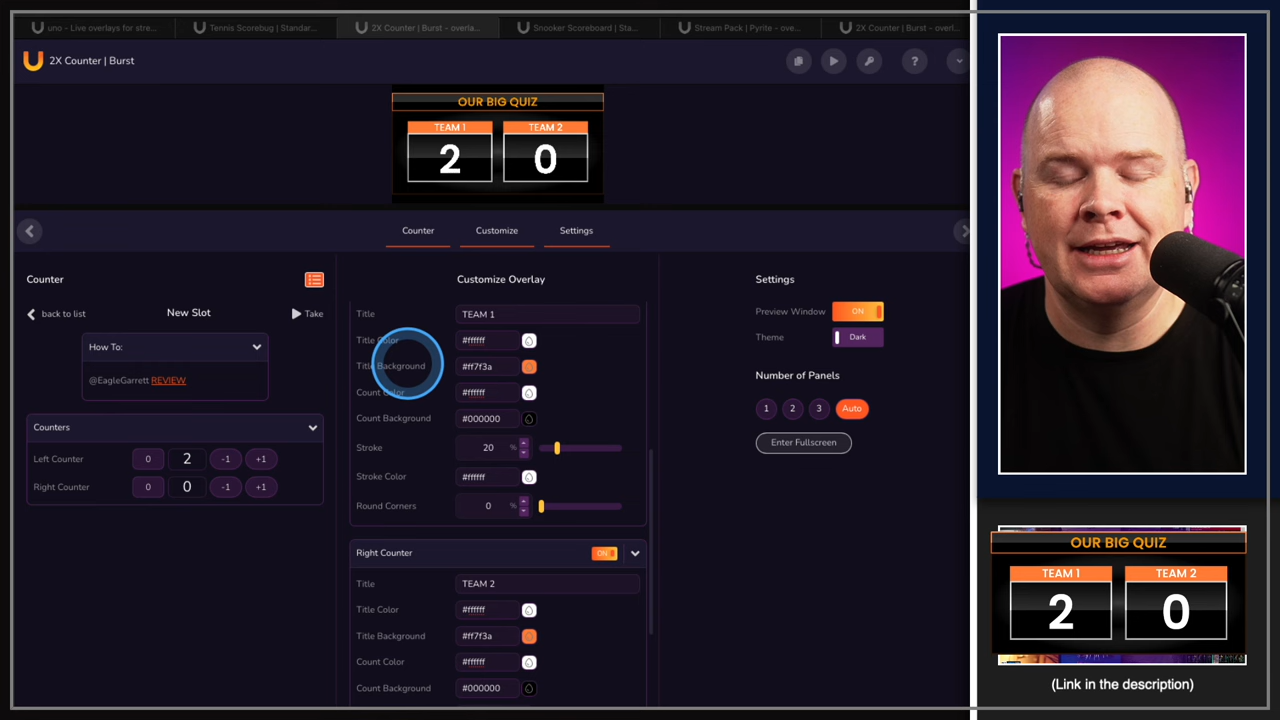 uno - Live overlays for stre...
Tennis Scorebug | Standar...
2X Counter | Burst – overla...
Snooker Scoreboard | Sta...
Stream Pack | Pyrite – ove...
2X Counter | Burst – overl...
2X Counter | Burst
?
OUR BIG QUIZ
TEAM 1
TEAM 2
2
0
Counter
Customize
Settings
Counter
back to list
New Slot
Take
How To:
@EagleGarrett REVIEW
Counters
Left Counter
0
2
-1
+1
Right Counter
0
0
-1
+1
Customize Overlay
Title
TEAM 1
Title Color
#ffffff
Title Background
#ff7f3a
Count Color
#ffffff
Count Background
#000000
Stroke
20
%
Stroke Color
#ffffff
Round Corners
0
%
Right Counter
ON
Title
TEAM 2
Title Color
#ffffff
Title Background
#ff7f3a
Count Color
#ffffff
Count Background
#000000
Settings
Preview Window
ON
Theme
Dark
Number of Panels
1
2
3
Auto
Enter Fullscreen
OUR BIG QUIZ
TEAM 1
TEAM 2
2
0
(Link in the description)